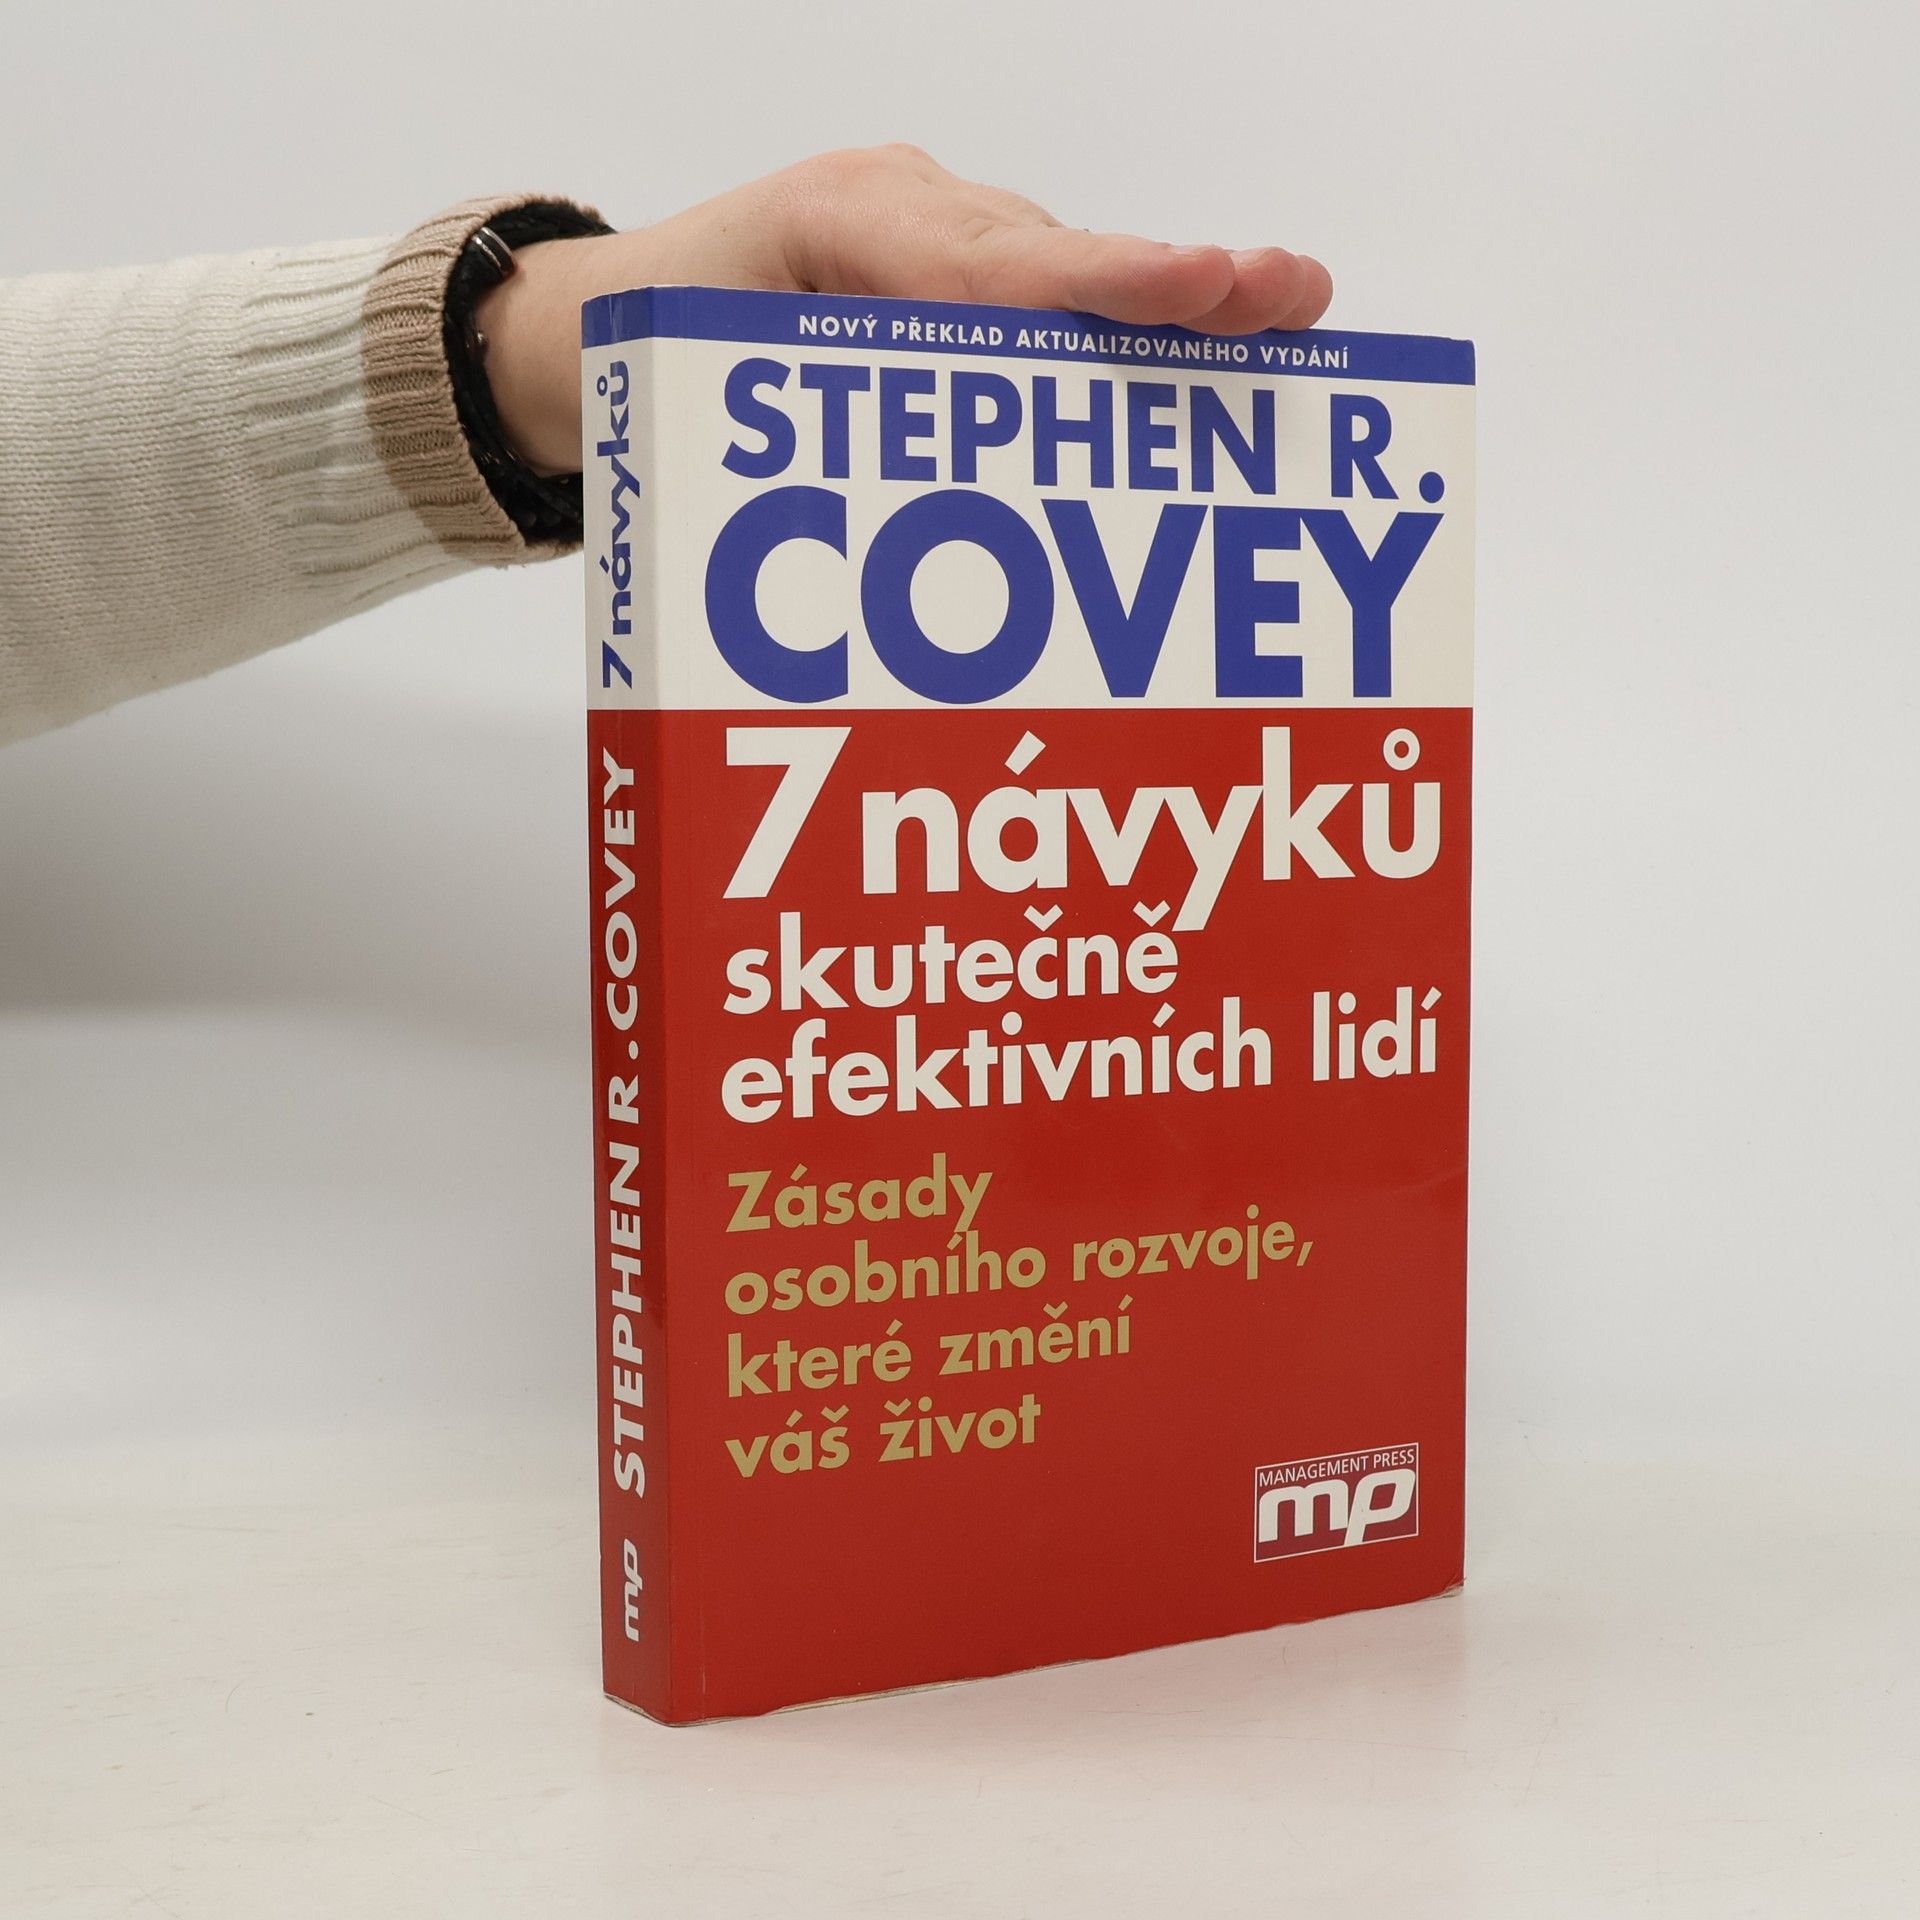 NOVÝ PŘEKLAD AKTUALIZOVANÉHO VYDÁNÍ
STEPHEN R.
COVEY
7 návyků
skutečně
efektivních lidí
Zásady
osobního rozvoje,
které změní
váš život
MANAGEMENT PRESS
mp
mp STEPHEN R. COVEY 7 návyků